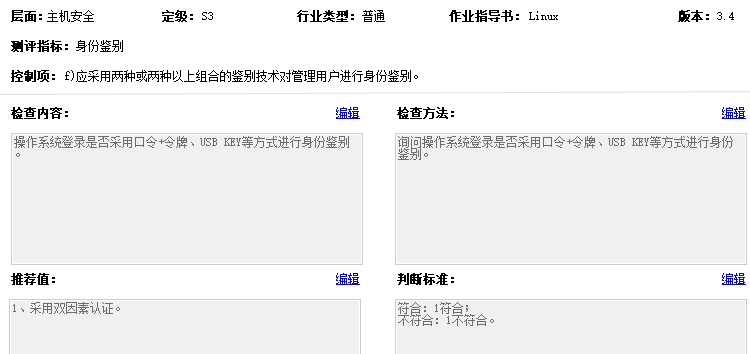 层面：主机安全 定级：S3 行业类型：普通 作业指导书：Linux 版本：3.4
测评指标：身份鉴别
控制项：f)应采用两种或两种以上组合的鉴别技术对管理用户进行身份鉴别。
检查内容： 编辑
操作系统登录是否采用口令+令牌、USB KEY等方式进行身份鉴别
。
检查方法： 编辑
询问操作系统登录是否采用口令+令牌、USB KEY等方式进行身份
鉴别。
推荐值： 编辑
1、采用双因素认证。
判断标准： 编辑
符合：1符合；
不符合：1不符合。